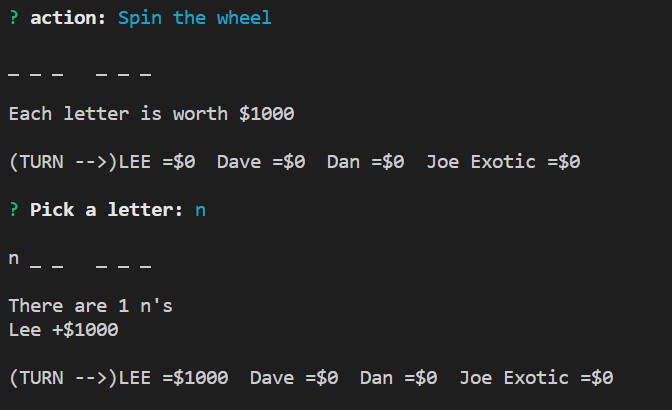 ? action: Spin the wheel
_ _ _   _ _ _
Each letter is worth $1000
(TURN -->)LEE =$0  Dave =$0  Dan =$0  Joe Exotic =$0
? Pick a letter: n
n _ _   _ _ _
There are 1 n's
Lee +$1000
(TURN -->)LEE =$1000  Dave =$0  Dan =$0  Joe Exotic =$0